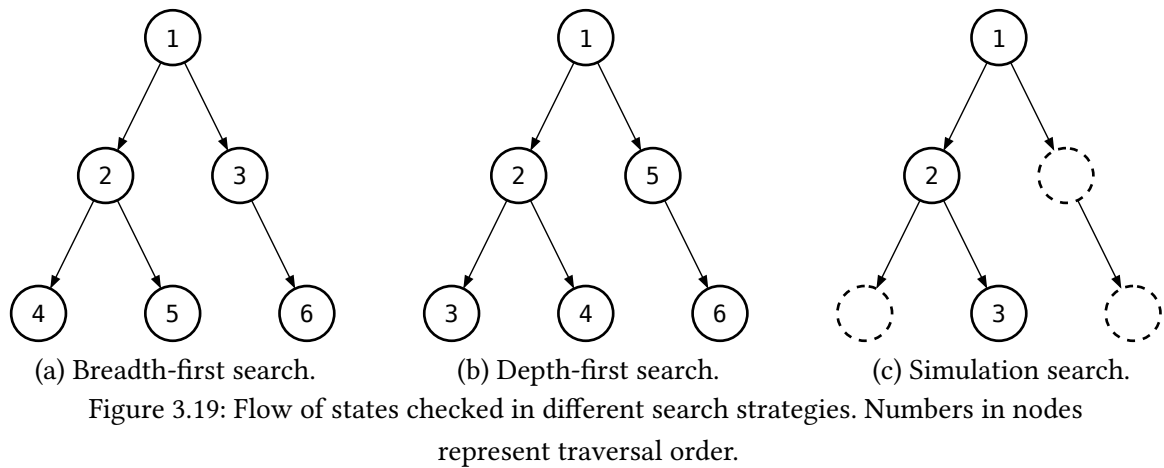 1 1 1
2 3 2 5 2
4 5 6 3 4 6 3
(a) Breadth-first search. (b) Depth-first search. (c) Simulation search.
Figure 3.19: Flow of states checked in different search strategies. Numbers in nodes
represent traversal order.